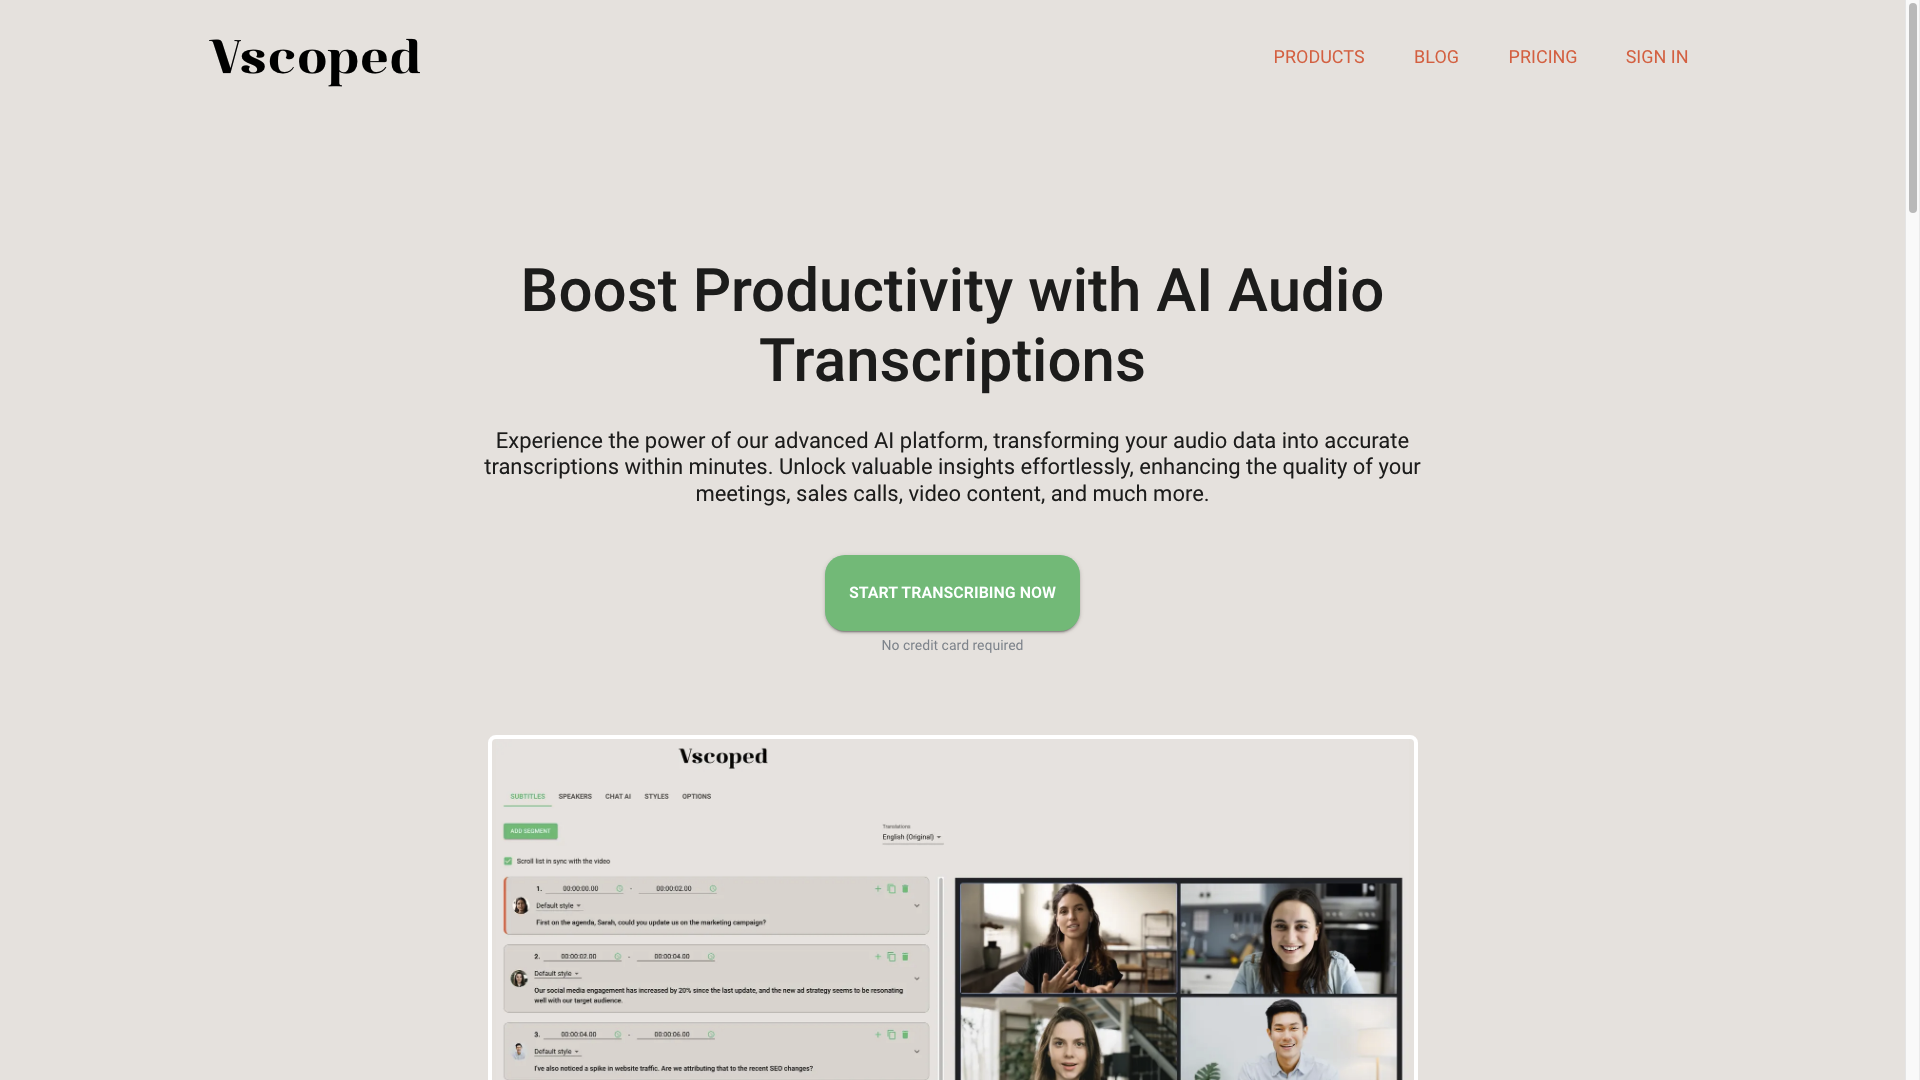 Vscoped
PRODUCTS
BLOG
PRICING
SIGN IN
Boost Productivity with AI Audio
Transcriptions
Experience the power of our advanced AI platform, transforming your audio data into accurate
transcriptions within minutes. Unlock valuable insights effortlessly, enhancing the quality of your
meetings, sales calls, video content, and much more.
START TRANSCRIBING NOW
No credit card required
Vscoped
SUBTITLES
SPEAKERS
CHAT AI
STYLES
OPTIONS
ADD SEGMENT
Translations
English (Original)
Scroll list in sync with the video
1. 00:00:00.00 - 00:00:02.00
Default style
First on the agenda, Sarah, could you update us on the marketing campaign?
2. 00:00:02.00 - 00:00:04.00
Default style
Our social media engagement has increased by 20% since the last update, and the new ad strategy seems to be resonating
well with our target audience.
3. 00:00:04.00 - 00:00:06.00
Default style
I've also noticed a spike in website traffic. Are we attributing that to the recent SEO changes?